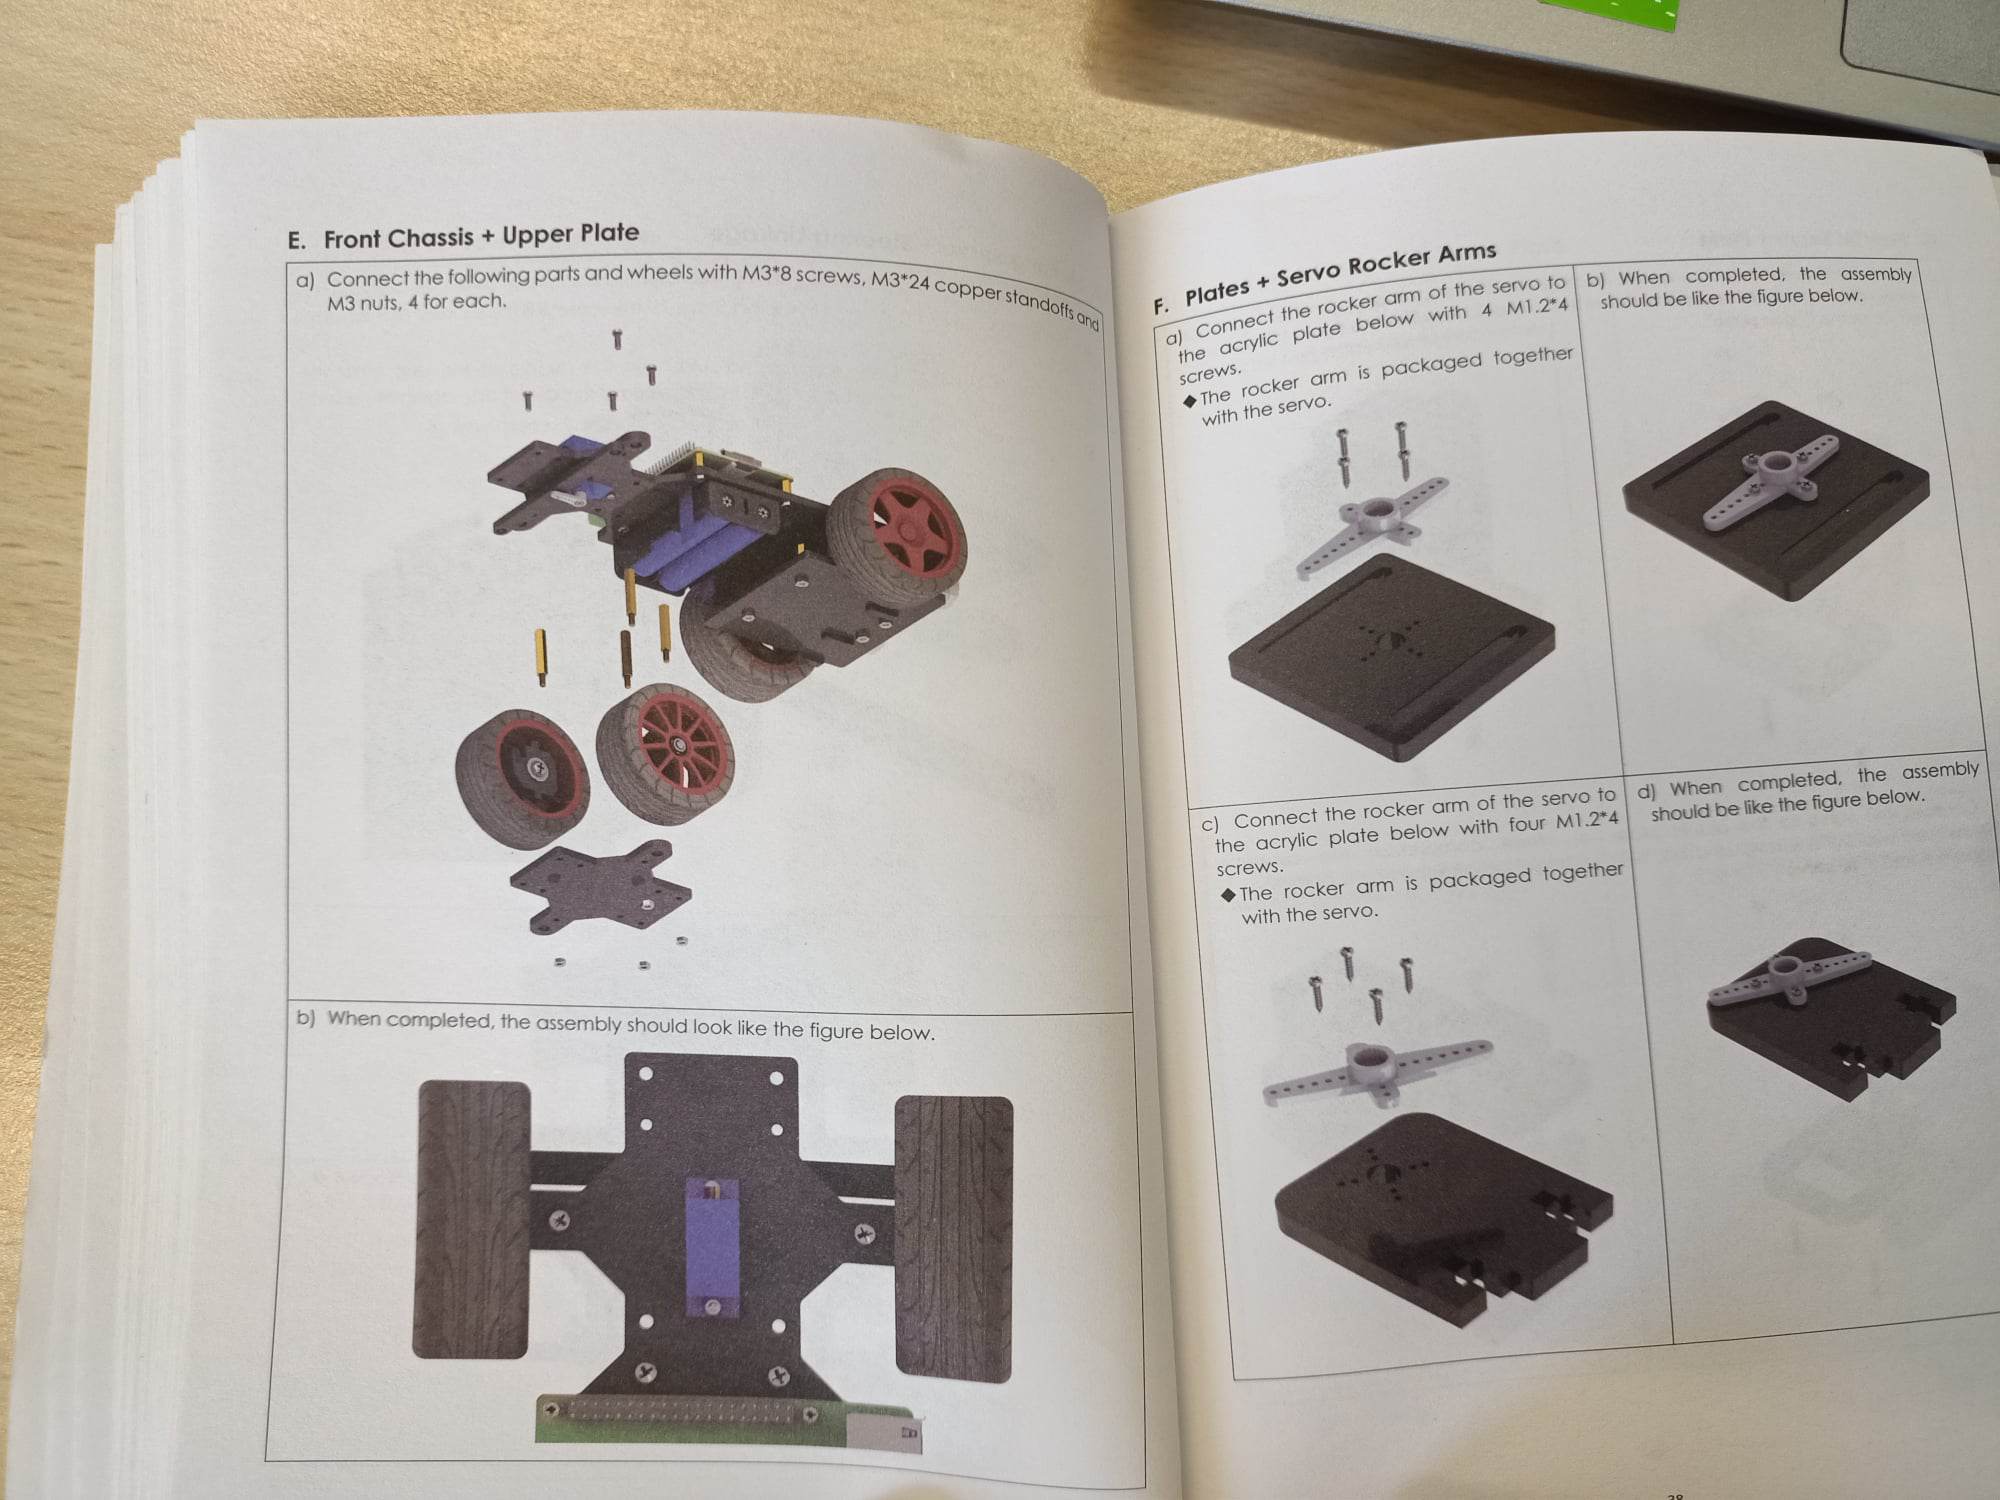 E. Front Chassis + Upper Plate
a) Connect the following parts and wheels with M3*8 screws, M3*24 copper standoffs and
M3 nuts, 4 for each.
b) When completed, the assembly should look like the figure below.
F. Plates + Servo Rocker Arms
a) Connect the rocker arm of the servo to
the acrylic plate below with 4 M1.2*4
screws.
◆The rocker arm is packaged together
with the servo.
b) When completed, the assembly
should be like the figure below.
c) Connect the rocker arm of the servo to
the acrylic plate below with four M1.2*4
screws.
◆The rocker arm is packaged together
with the servo.
d) When completed, the assembly
should be like the figure below.